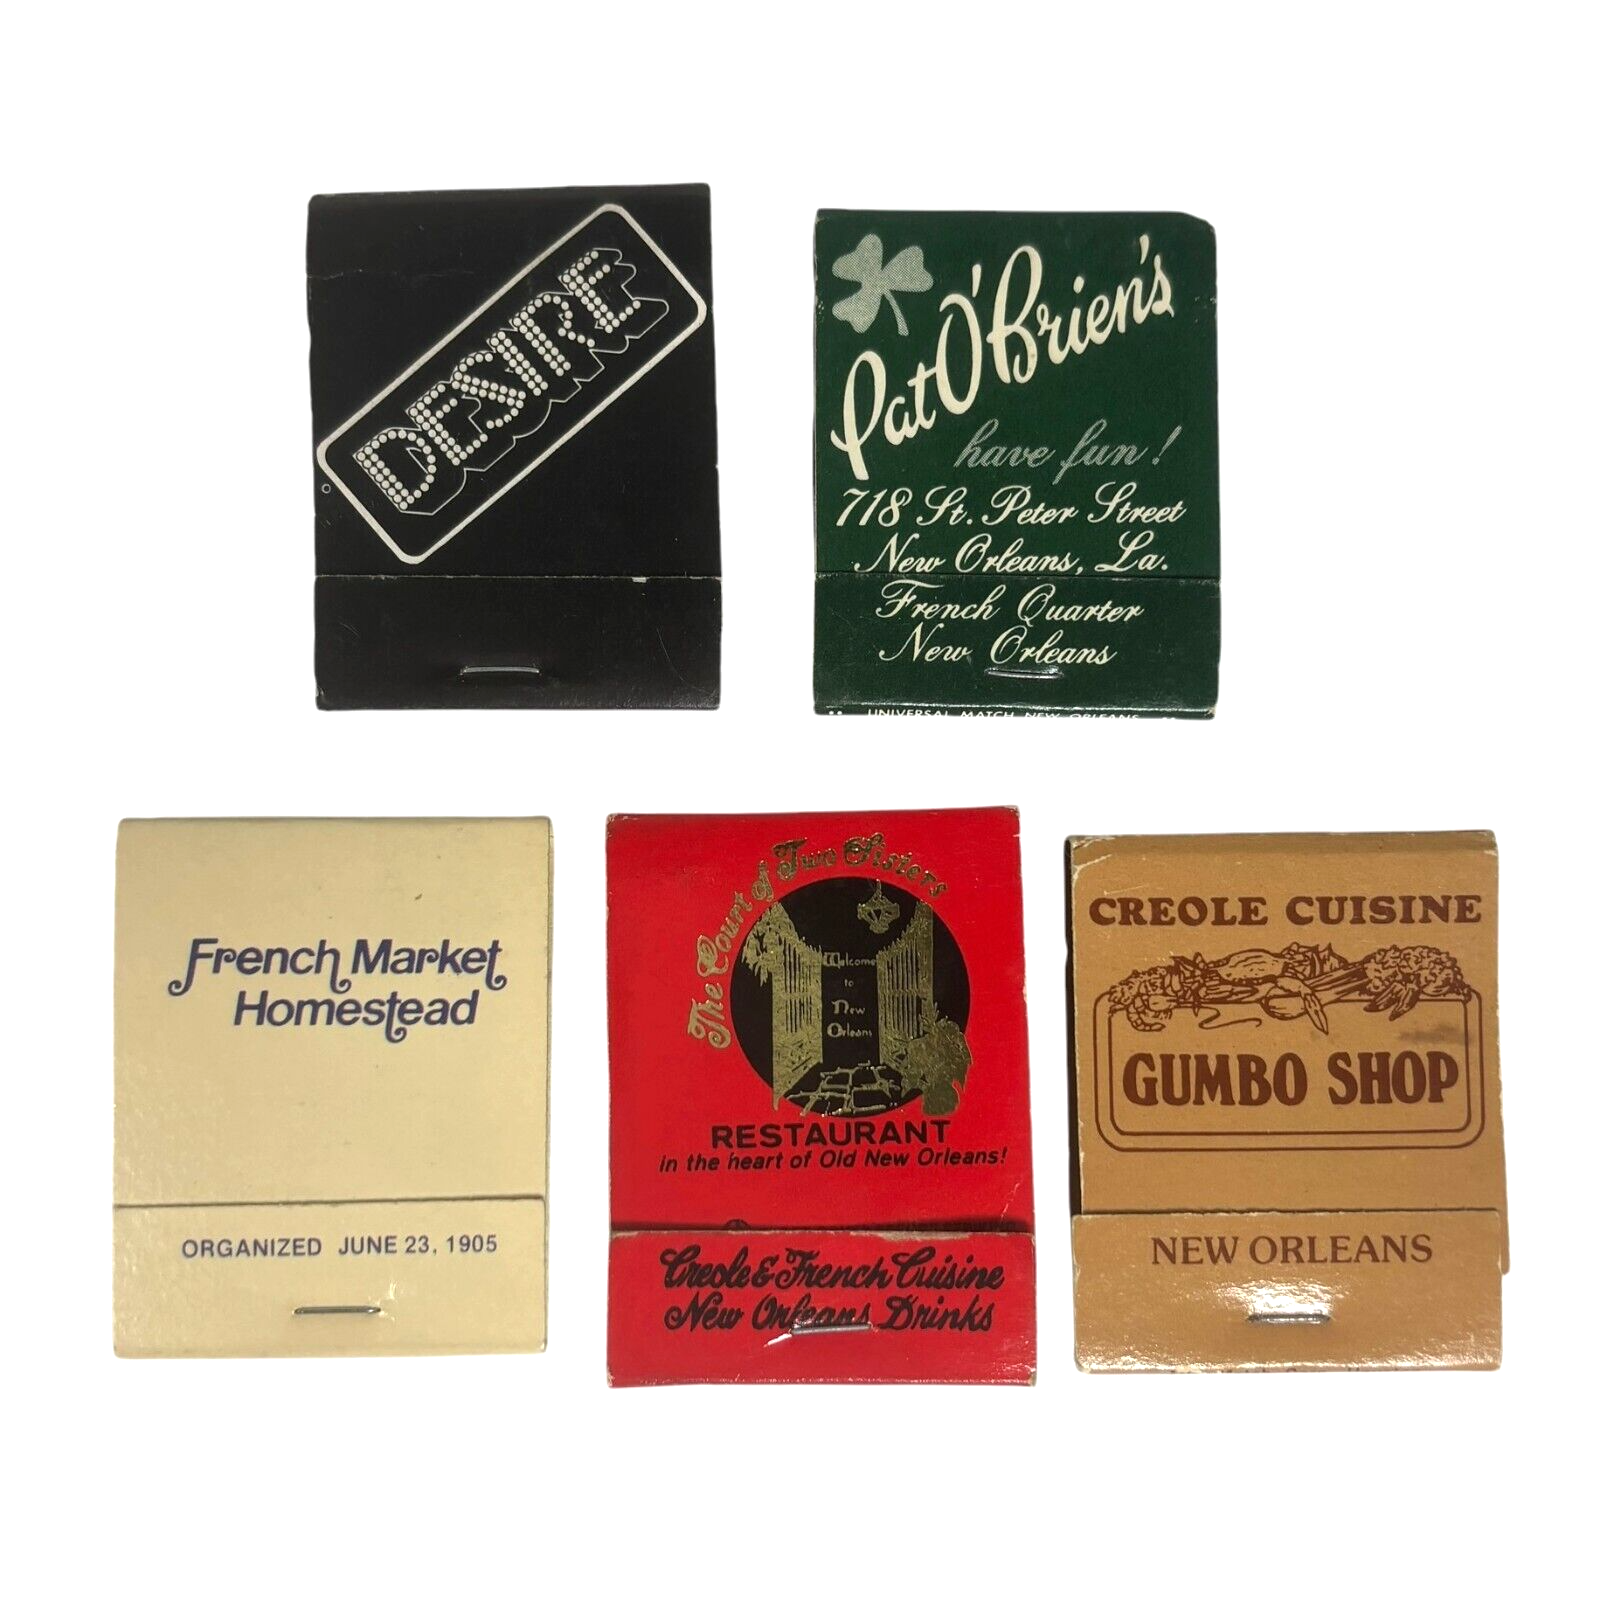 DESIRE
Pat O'Brien's
have fun!
718 St. Peter Street
New Orleans, La.
French Quarter
New Orleans
UNIVERSAL MATCH NEW ORLEANS
French Market
Homestead
ORGANIZED JUNE 23, 1905
The Court of Two Sisters
Welcome
to
New
Orleans
RESTAURANT
in the heart of Old New Orleans!
Creole & French Cuisine
New Orleans Drinks
CREOLE CUISINE
GUMBO SHOP
NEW ORLEANS